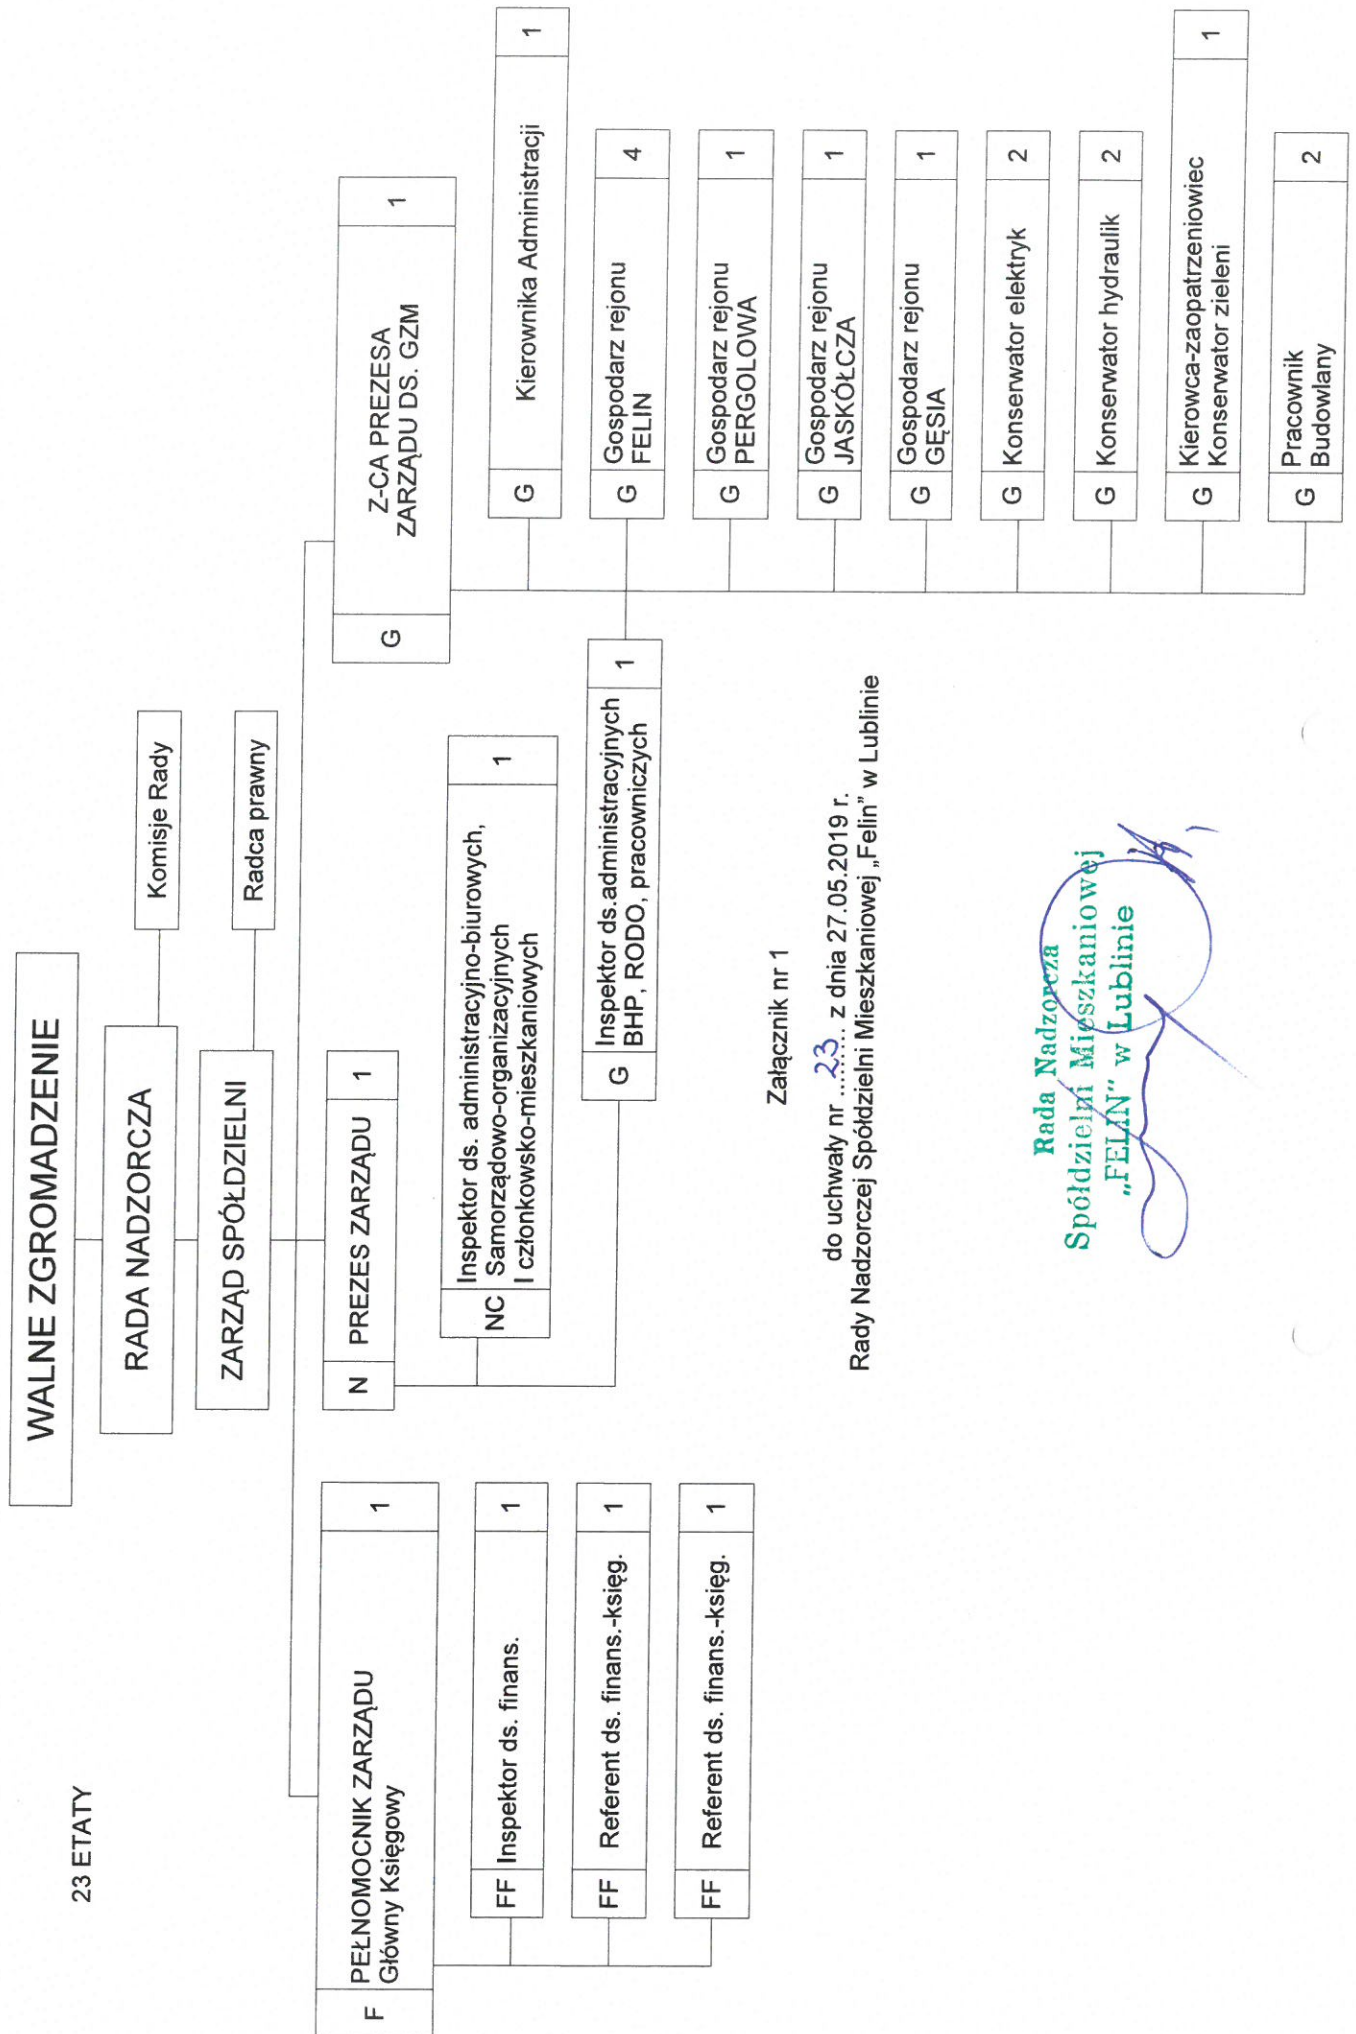 23 ETATY
WALNE ZGROMADZENIE
RADA NADZORCZA
Komisje Rady
ZARZĄD SPÓŁDZIELNI
Radca prawny
F
PEŁNOMOCNIK ZARZĄDU
Główny Księgowy
1
FF
Inspektor ds. finans.
1
FF
Referent ds. finans.-księg.
1
FF
Referent ds. finans.-księg.
1
N
PREZES ZARZĄDU
1
NC
Inspektor ds. administracyjno-biurowych,
Samorządowo-organizacyjnych
I członkowsko-mieszkaniowych
1
G
Inspektor ds.administracyjnych
BHP, RODO, pracowniczych
1
G
Z-CA PREZESA
ZARZĄDU DS. GZM
1
G
Kierownika Administracji
1
G
Gospodarz rejonu
FELIN
4
G
Gospodarz rejonu
PERGOLOWA
1
G
Gospodarz rejonu
JASKÓŁCZA
1
G
Gospodarz rejonu
GĘSIA
1
G
Konserwator elektryk
2
G
Konserwator hydraulik
2
G
Kierowca-zaopatrzeniowiec
Konserwator zieleni
1
G
Pracownik
Budowlany
2
Załącznik nr 1
do uchwały nr ...23..... z dnia 27.05.2019 r.
Rady Nadzorczej Spółdzielni Mieszkaniowej „Felin” w Lublinie
Rada Nadzorcza
Spółdzielni Mieszkaniowej
„FELIN” w Lublinie